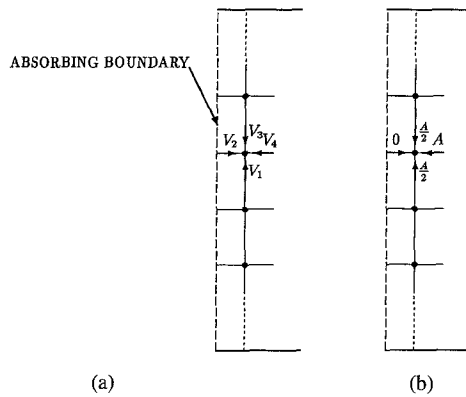 ABSORBING BOUNDARY
V₃
V₂ V₄
V₁
A/2
0 A
A/2
(a) (b)